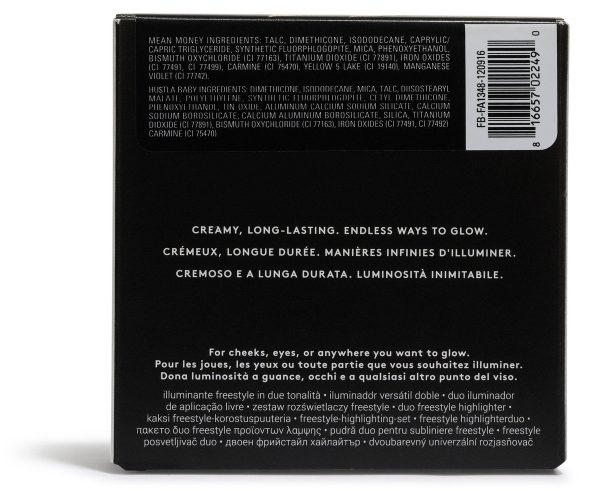 MEAN MONEY INGREDIENTS: TALC, DIMETHICONE, ISODODECANE, CAPRYLIC/
CAPRIC TRIGLYCERIDE, SYNTHETIC FLUORPHLOGOPITE, MICA, PHENOXYETHANOL,
BISMUTH OXYCHLORIDE (CI 77163), TITANIUM DIOXIDE (CI 77891), IRON OXIDES
(CI 77491, CI 77499), CARMINE (CI 75470), YELLOW 5 LAKE (CI 19140), MANGANESE
VIOLET (CI 77742).
HUSTLA BABY INGREDIENTS: DIMETHICONE, ISODODECANE, MICA, TALC, DIISOSTEARYL
MALATE, POLYETHYLENE, SYNTHETIC FLUORPHLOGOPITE, CETYL DIMETHICONE,
PHENOXYETHANOL, TIN OXIDE, ALUMINUM CALCIUM SODIUM SILICATE, CALCIUM
SODIUM BOROSILICATE, CALCIUM ALUMINUM BOROSILICATE, SILICA, TITANIUM
DIOXIDE (CI 77891), BISMUTH OXYCHLORIDE (CI 77163), IRON OXIDES (CI 77491, CI 77492)
CARMINE (CI 75470)
FB-FA1348-120916
8 16657 02249 0
CREAMY, LONG-LASTING. ENDLESS WAYS TO GLOW.
CRÉMEUX, LONGUE DURÉE. MANIÈRES INFINIES D'ILLUMINER.
CREMOSO E A LUNGA DURATA. LUMINOSITÀ INIMITABILE.
For cheeks, eyes, or anywhere you want to glow.
Pour les joues, les yeux ou toute partie que vous souhaitez illuminer.
Dona luminosità a guance, occhi e a qualsiasi altro punto del viso.
illuminante freestyle in due tonalità • iluminador versátil doble • duo iluminador
de aplicação livre • zestaw rozświetlaczy freestyle • duo freestyle highlighter •
kaksi freestyle-korostuspuuteria • freestyle-highlighting-set • freestyle highlighterduo •
πακετο δυο freestyle προϊοντων λαμψης • pudră duo pentru subliniere freestyle • freestyle
posvetljivač duo • двоен фрийстайл хайлайтър • dvoubarevný univerzální rozjasňovač